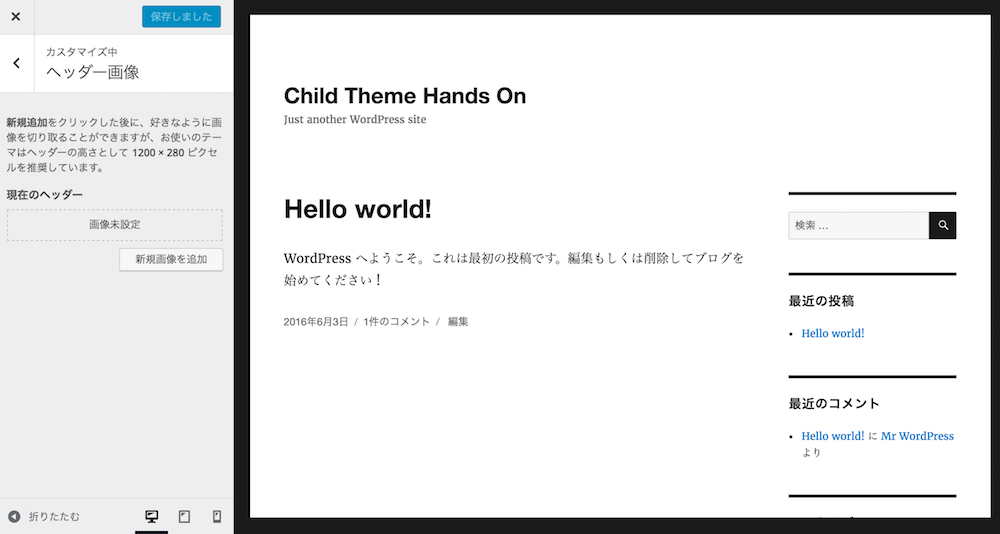 保存しました
カスタマイズ中
ヘッダー画像
新規追加をクリックした後に、好きなように画
像を切り取ることができますが、お使いのテー
マはヘッダーの高さとして 1200 × 280 ピクセ
ルを推奨しています。
現在のヘッダー
画像未設定
新規画像を追加
折りたたむ
Child Theme Hands On
Just another WordPress site
Hello world!
WordPress へようこそ。これは最初の投稿です。編集もしくは削除してブログを
始めてください！
2016年6月3日 / 1件のコメント / 編集
検索 ...
最近の投稿
Hello world!
最近のコメント
Hello world! に Mr WordPress
より